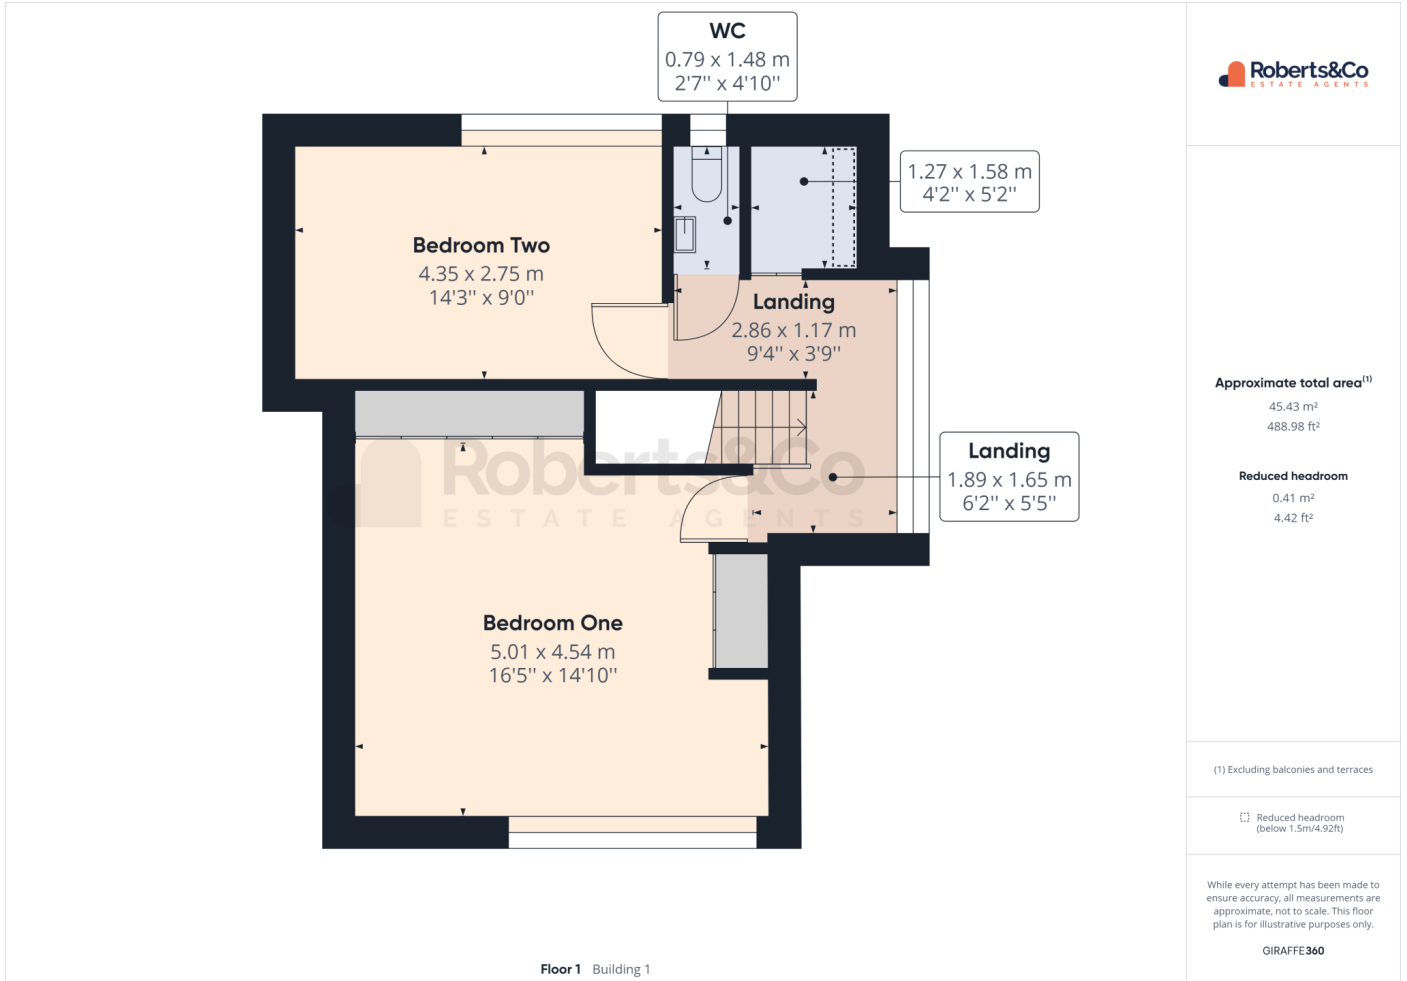 WC
0.79 x 1.48 m
2'7'' x 4'10''
1.27 x 1.58 m
4'2'' x 5'2''
Bedroom Two
4.35 x 2.75 m
14'3'' x 9'0''
Landing
2.86 x 1.17 m
9'4'' x 3'9''
Landing
1.89 x 1.65 m
6'2'' x 5'5''
Roberts&Co
ESTATE AGENTS
Bedroom One
5.01 x 4.54 m
16'5'' x 14'10''
Floor 1 Building 1
Roberts&Co
ESTATE AGENTS
Approximate total area(1)
45.43 m²
488.98 ft²
Reduced headroom
0.41 m²
4.42 ft²
(1) Excluding balconies and terraces
Reduced headroom
(below 1.5m/4.92ft)
While every attempt has been made to
ensure accuracy, all measurements are
approximate, not to scale. This floor
plan is for illustrative purposes only.
GIRAFFE360